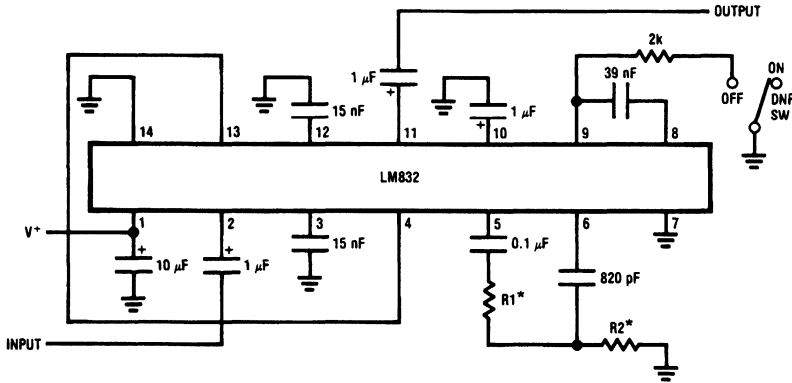 OUTPUT
2k
ON
1 µF
+
39 nF
OFF
DNR
SW
15 nF
1 µF
+
14
13
12
11
10
9
8
LM832
1
2
3
4
5
6
7
V+
+
10 µF
+
1 µF
15 nF
0.1 µF
820 pF
R1*
R2*
INPUT